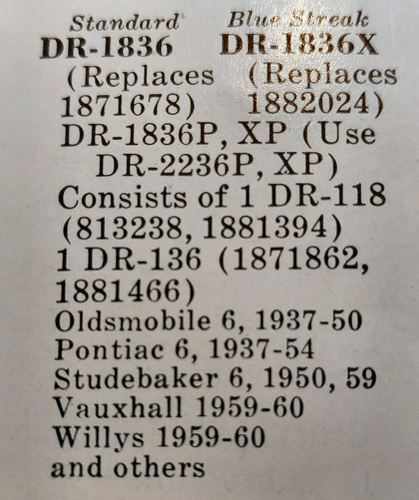 Standard Blue Streak
DR-1836 DR-1836X
(Replaces (Replaces
1871678) 1882024)
DR-1836P, XP (Use
DR-2236P, XP)
Consists of 1 DR-118
(813238, 1881394)
1 DR-136 (1871862,
1881466)
Oldsmobile 6, 1937-50
Pontiac 6, 1937-54
Studebaker 6, 1950, 59
Vauxhall 1959-60
Willys 1959-60
and others